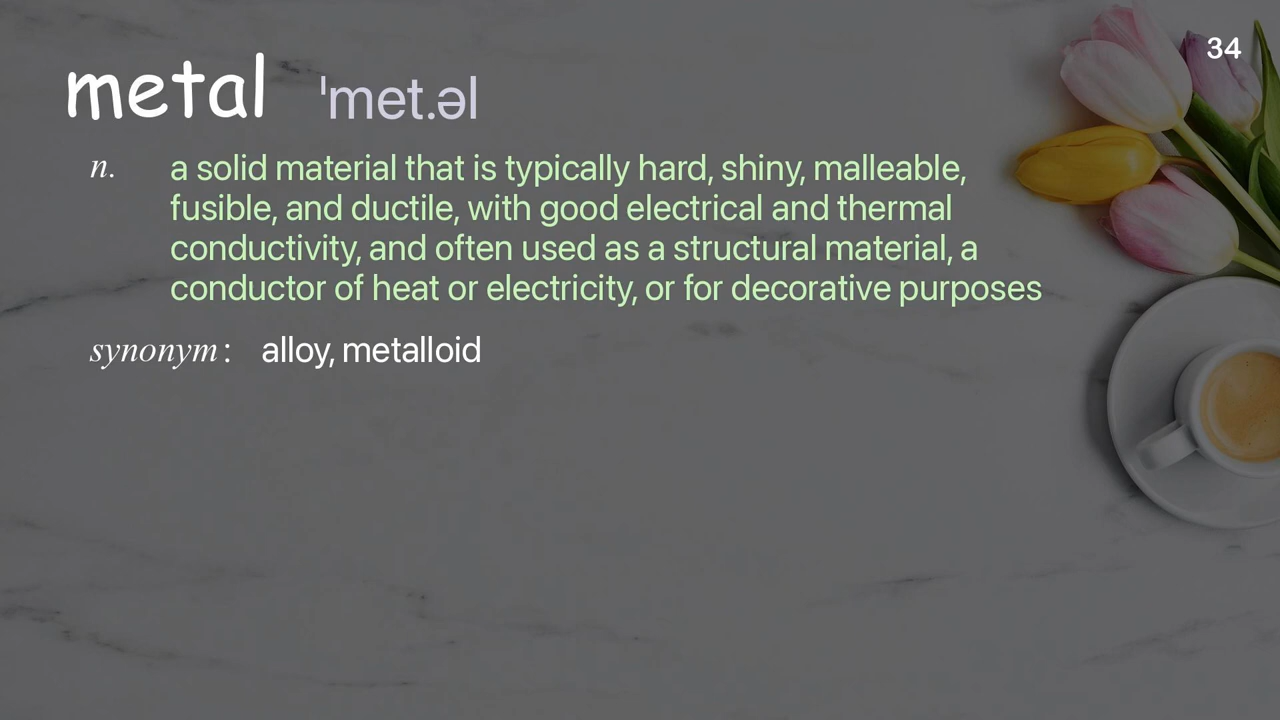 34
metal ˈmet.əl
n. a solid material that is typically hard, shiny, malleable,
fusible, and ductile, with good electrical and thermal
conductivity, and often used as a structural material, a
conductor of heat or electricity, or for decorative purposes
synonym : alloy, metalloid